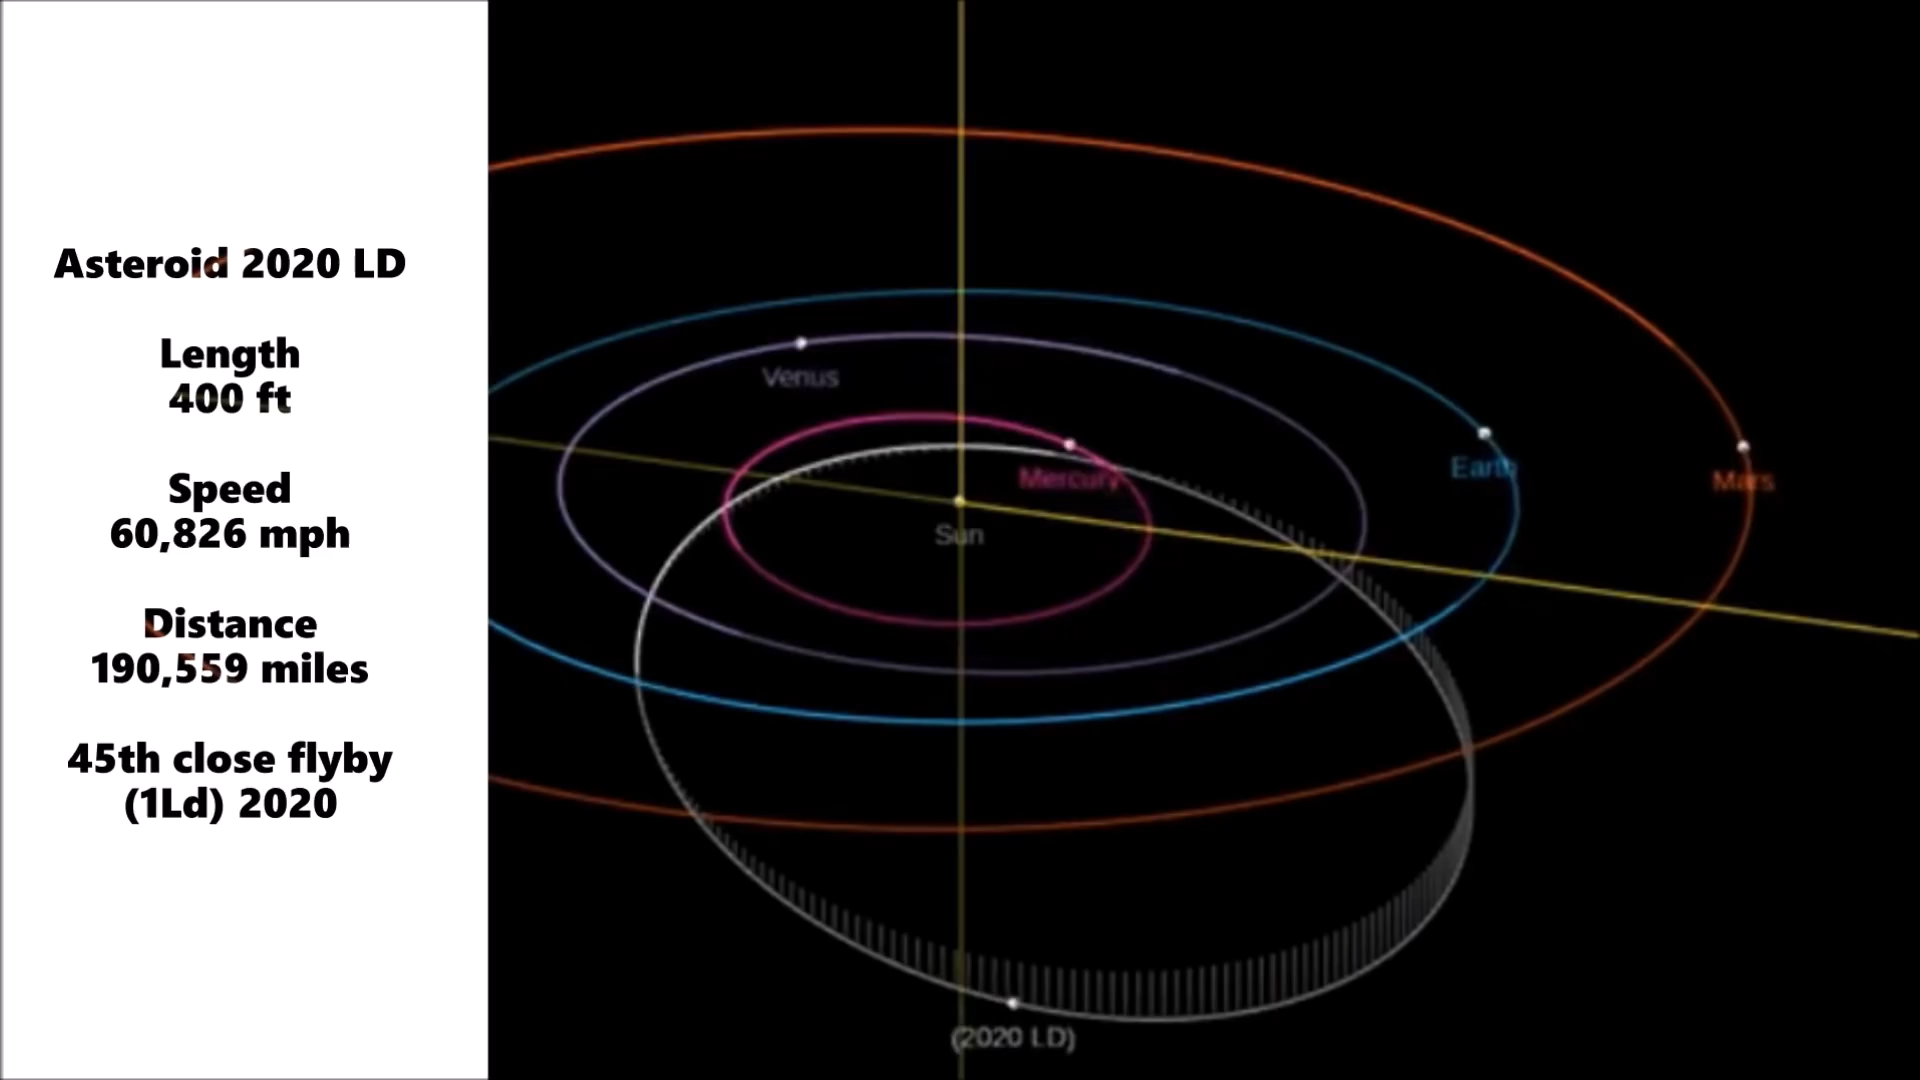 Asteroid 2020 LD
Length
400 ft
Speed
60,826 mph
Distance
190,559 miles
45th close flyby
(1Ld) 2020
Venus
Mercury
Sun
Earth
Mars
(2020 LD)